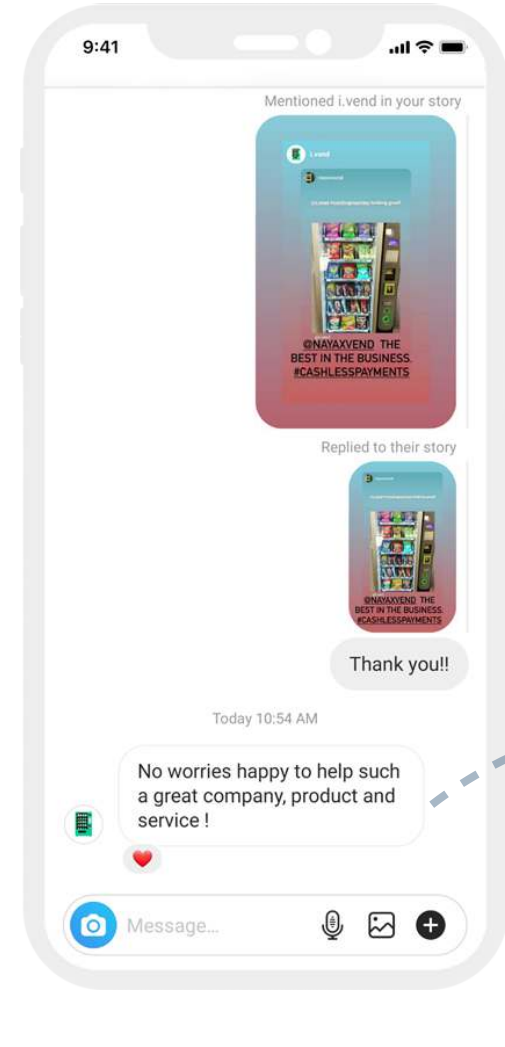 9:41
Mentioned i.vend in your story
i.vend
@NAYAXVEND THE
BEST IN THE BUSINESS.
#CASHLESSPAYMENTS
Replied to their story
@NAYAXVEND THE
BEST IN THE BUSINESS.
#CASHLESSPAYMENTS
Thank you!!
Today 10:54 AM
No worries happy to help such
a great company, product and
service !
Message...